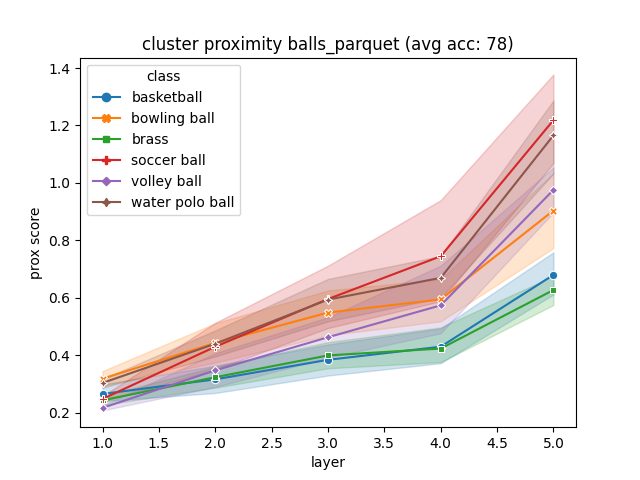 cluster proximity balls_parquet (avg acc: 78)
class
basketball
bowling ball
brass
soccer ball
volley ball
water polo ball
prox score
1.4
1.2
1.0
0.8
0.6
0.4
0.2
1.0 1.5 2.0 2.5 3.0 3.5 4.0 4.5 5.0
layer